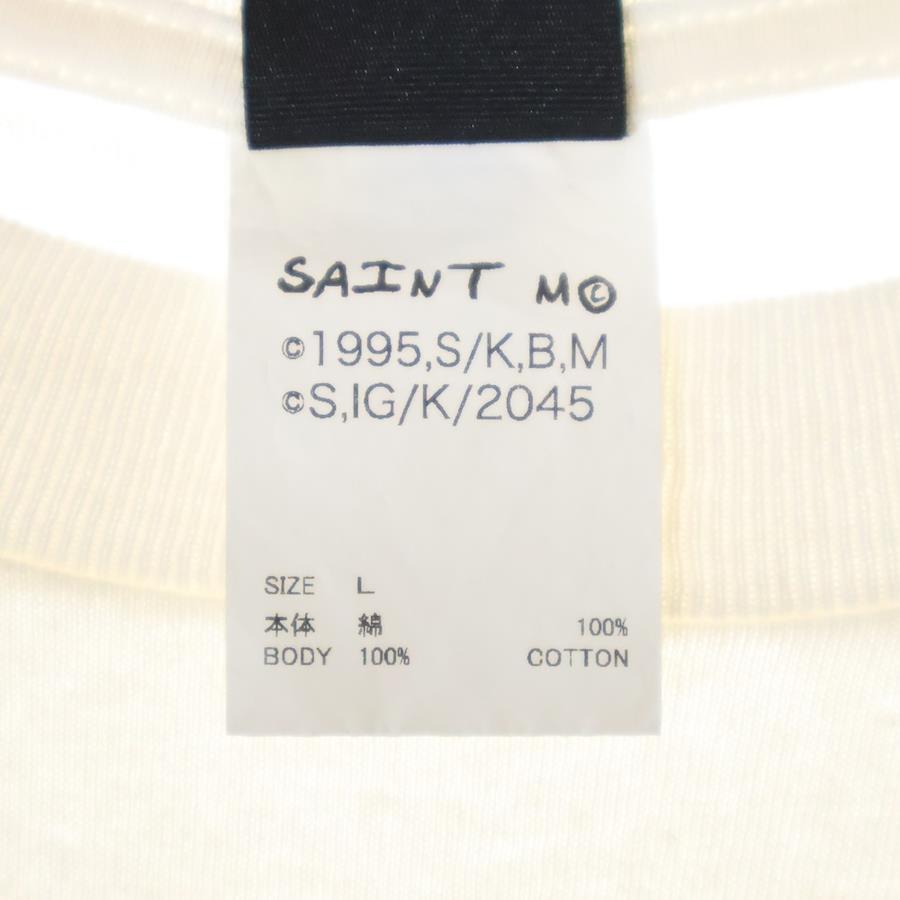 SAINT M©
©1995,S/K,B,M
©S,IG/K/2045
SIZE L
本体 綿 100%
BODY 100% COTTON